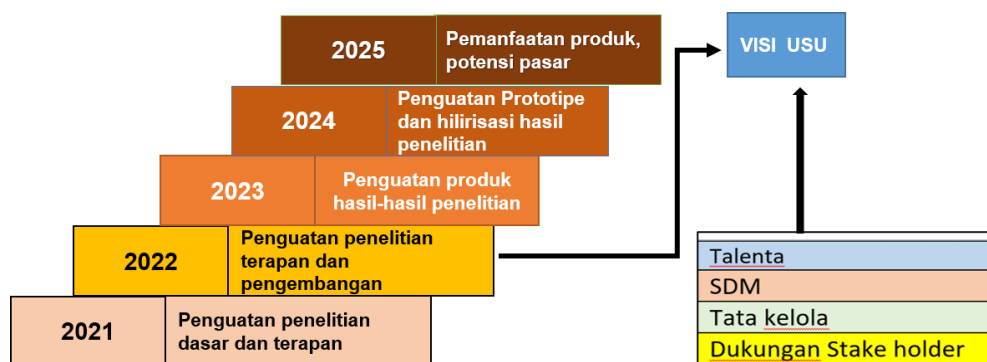 2025
Pemanfaatan produk,
potensi pasar
VISI USU
2024
Penguatan Prototipe
dan hilirisasi hasil
penelitian
2023
Penguatan produk
hasil-hasil penelitian
2022
Penguatan penelitian
terapan dan
pengembangan
2021
Penguatan penelitian
dasar dan terapan
Talenta
SDM
Tata kelola
Dukungan Stake holder